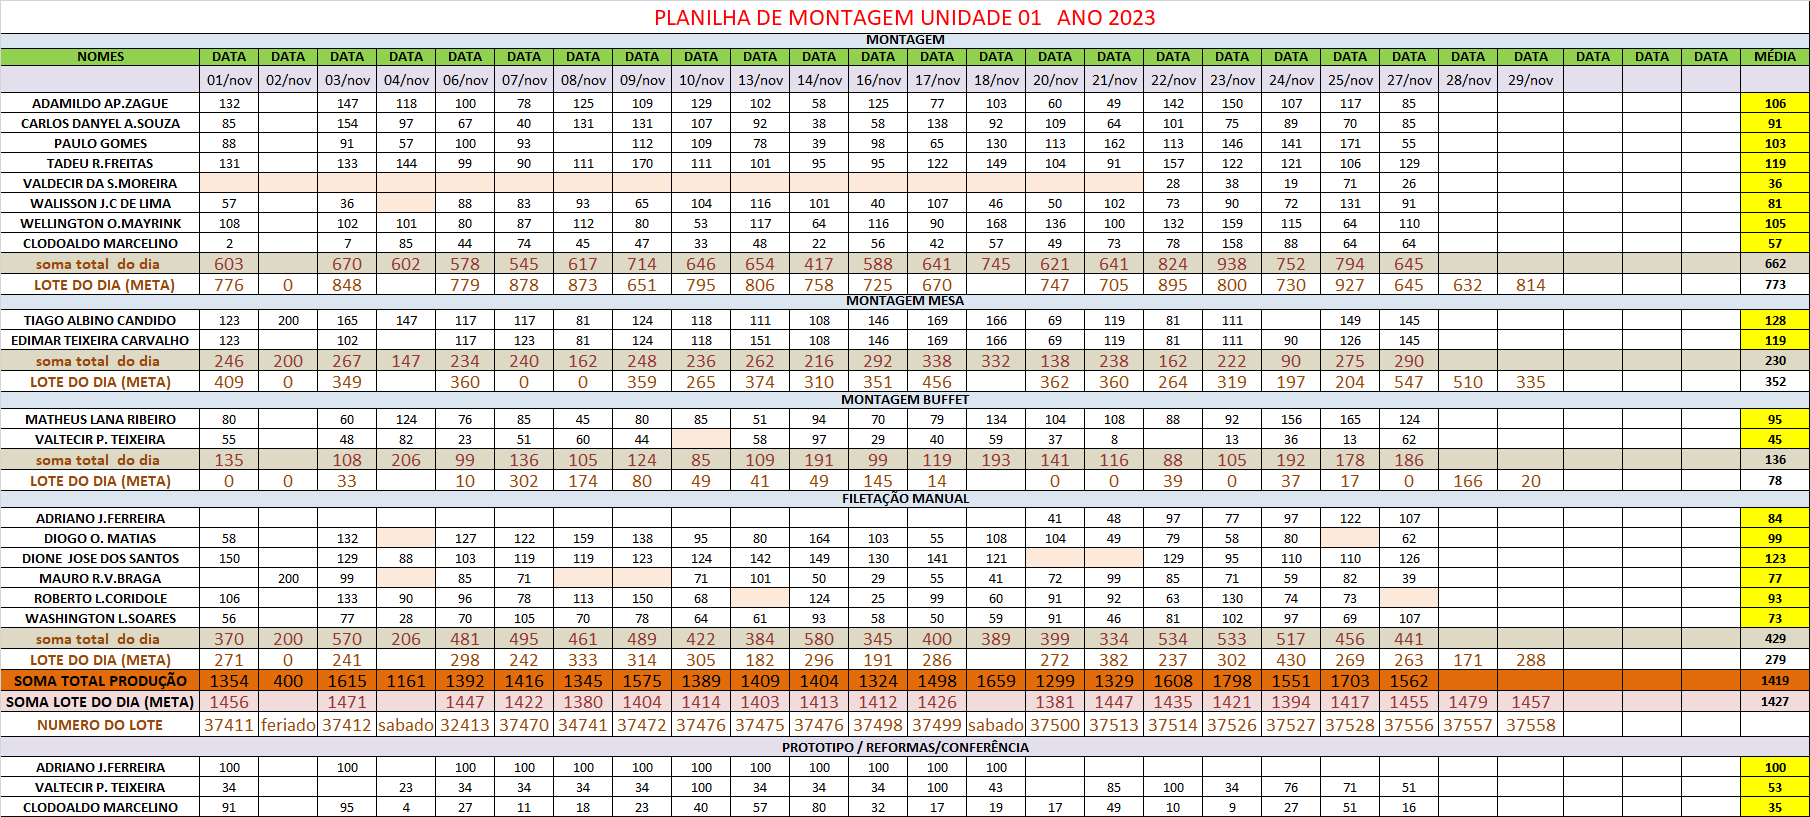 PLANILHA DE MONTAGEM UNIDADE 01 ANO 2023
MONTAGEM
NOMES DATA DATA DATA DATA DATA DATA DATA DATA DATA DATA DATA DATA DATA DATA DATA DATA DATA DATA DATA DATA DATA DATA DATA DATA DATA DATA MÉDIA
01/nov 02/nov 03/nov 04/nov 06/nov 07/nov 08/nov 09/nov 10/nov 13/nov 14/nov 16/nov 17/nov 18/nov 20/nov 21/nov 22/nov 23/nov 24/nov 25/nov 27/nov 28/nov 29/nov
ADAMILDO AP.ZAGUE 132 147 118 100 78 125 109 129 102 58 125 77 103 60 49 142 150 107 117 85 106
CARLOS DANYEL A.SOUZA 85 154 97 67 40 131 131 107 92 38 58 138 92 109 64 101 75 89 70 85 91
PAULO GOMES 88 91 57 100 93 112 109 78 39 98 65 130 113 162 113 146 141 171 55 103
TADEU R.FREITAS 131 133 144 99 90 111 170 111 101 95 95 122 149 104 91 157 122 121 106 129 119
VALDECIR DA S.MOREIRA 28 38 19 71 26 36
WALISSON J.C DE LIMA 57 36 88 83 93 65 104 116 101 40 107 46 50 102 73 90 72 131 91 81
WELLINGTON O.MAYRINK 108 102 101 80 87 112 80 53 117 64 116 90 168 136 100 132 159 115 64 110 105
CLODOALDO MARCELINO 2 7 85 44 74 45 47 33 48 22 56 42 57 49 73 78 158 88 64 64 57
soma total do dia 603 670 602 578 545 617 714 646 654 417 588 641 745 621 641 824 938 752 794 645 662
LOTE DO DIA (META) 776 0 848 779 878 873 651 795 806 758 725 670 747 705 895 800 730 927 645 632 814 773
MONTAGEM MESA
TIAGO ALBINO CANDIDO 123 200 165 147 117 117 81 124 118 111 108 146 169 166 69 119 81 111 149 145 128
EDIMAR TEIXEIRA CARVALHO 123 102 117 123 81 124 118 151 108 146 169 166 69 119 81 111 90 126 145 119
soma total do dia 246 200 267 147 234 240 162 248 236 262 216 292 338 332 138 238 162 222 90 275 290 230
LOTE DO DIA (META) 409 0 349 360 0 0 359 265 374 310 351 456 362 360 264 319 197 204 547 510 335 352
MONTAGEM BUFFET
MATHEUS LANA RIBEIRO 80 60 124 76 85 45 80 85 51 94 70 79 134 104 108 88 92 156 165 124 95
VALTECIR P. TEIXEIRA 55 48 82 23 51 60 44 58 97 29 40 59 37 8 13 36 13 62 45
soma total do dia 135 108 206 99 136 105 124 85 109 191 99 119 193 141 116 88 105 192 178 186 136
LOTE DO DIA (META) 0 0 33 10 302 174 80 49 41 49 145 14 0 0 39 0 37 17 0 166 20 78
FILETAÇÃO MANUAL
ADRIANO J.FERREIRA 41 48 97 77 97 122 107 84
DIOGO O. MATIAS 58 132 127 122 159 138 95 80 164 103 55 108 104 49 79 58 80 62 99
DIONE JOSE DOS SANTOS 150 129 88 103 119 119 123 124 142 149 130 141 121 129 95 110 110 126 123
MAURO R.V.BRAGA 200 99 85 71 71 101 50 29 55 41 72 99 85 71 59 82 39 77
ROBERTO L.CORIDOLE 106 133 90 96 78 113 150 68 124 25 99 60 91 92 63 130 74 73 93
WASHINGTON L.SOARES 56 77 28 70 105 70 78 64 61 93 58 50 59 91 46 81 102 97 69 107 73
soma total do dia 370 200 570 206 481 495 461 489 422 384 580 345 400 389 399 334 534 533 517 456 441 429
LOTE DO DIA (META) 271 0 241 298 242 333 314 305 182 296 191 286 272 382 237 302 430 269 263 171 288 279
SOMA TOTAL PRODUÇÃO 1354 400 1615 1161 1392 1416 1345 1575 1389 1409 1404 1324 1498 1659 1299 1329 1608 1798 1551 1703 1562 1419
SOMA LOTE DO DIA (META) 1456 1471 1447 1422 1380 1404 1414 1403 1413 1412 1426 1381 1447 1435 1421 1394 1417 1455 1479 1457 1427
NUMERO DO LOTE 37411 feriado 37412 sabado 32413 37470 34741 37472 37476 37475 37476 37498 37499 sabado 37500 37513 37514 37526 37527 37528 37556 37557 37558
PROTOTIPO / REFORMAS/CONFERÊNCIA
ADRIANO J.FERREIRA 100 100 100 100 100 100 100 100 100 100 100 100 100
VALTECIR P. TEIXEIRA 34 23 34 34 34 34 100 34 34 34 100 43 85 100 34 76 71 51 53
CLODOALDO MARCELINO 91 95 4 27 11 18 23 40 57 80 32 17 19 17 49 10 9 27 51 16 35